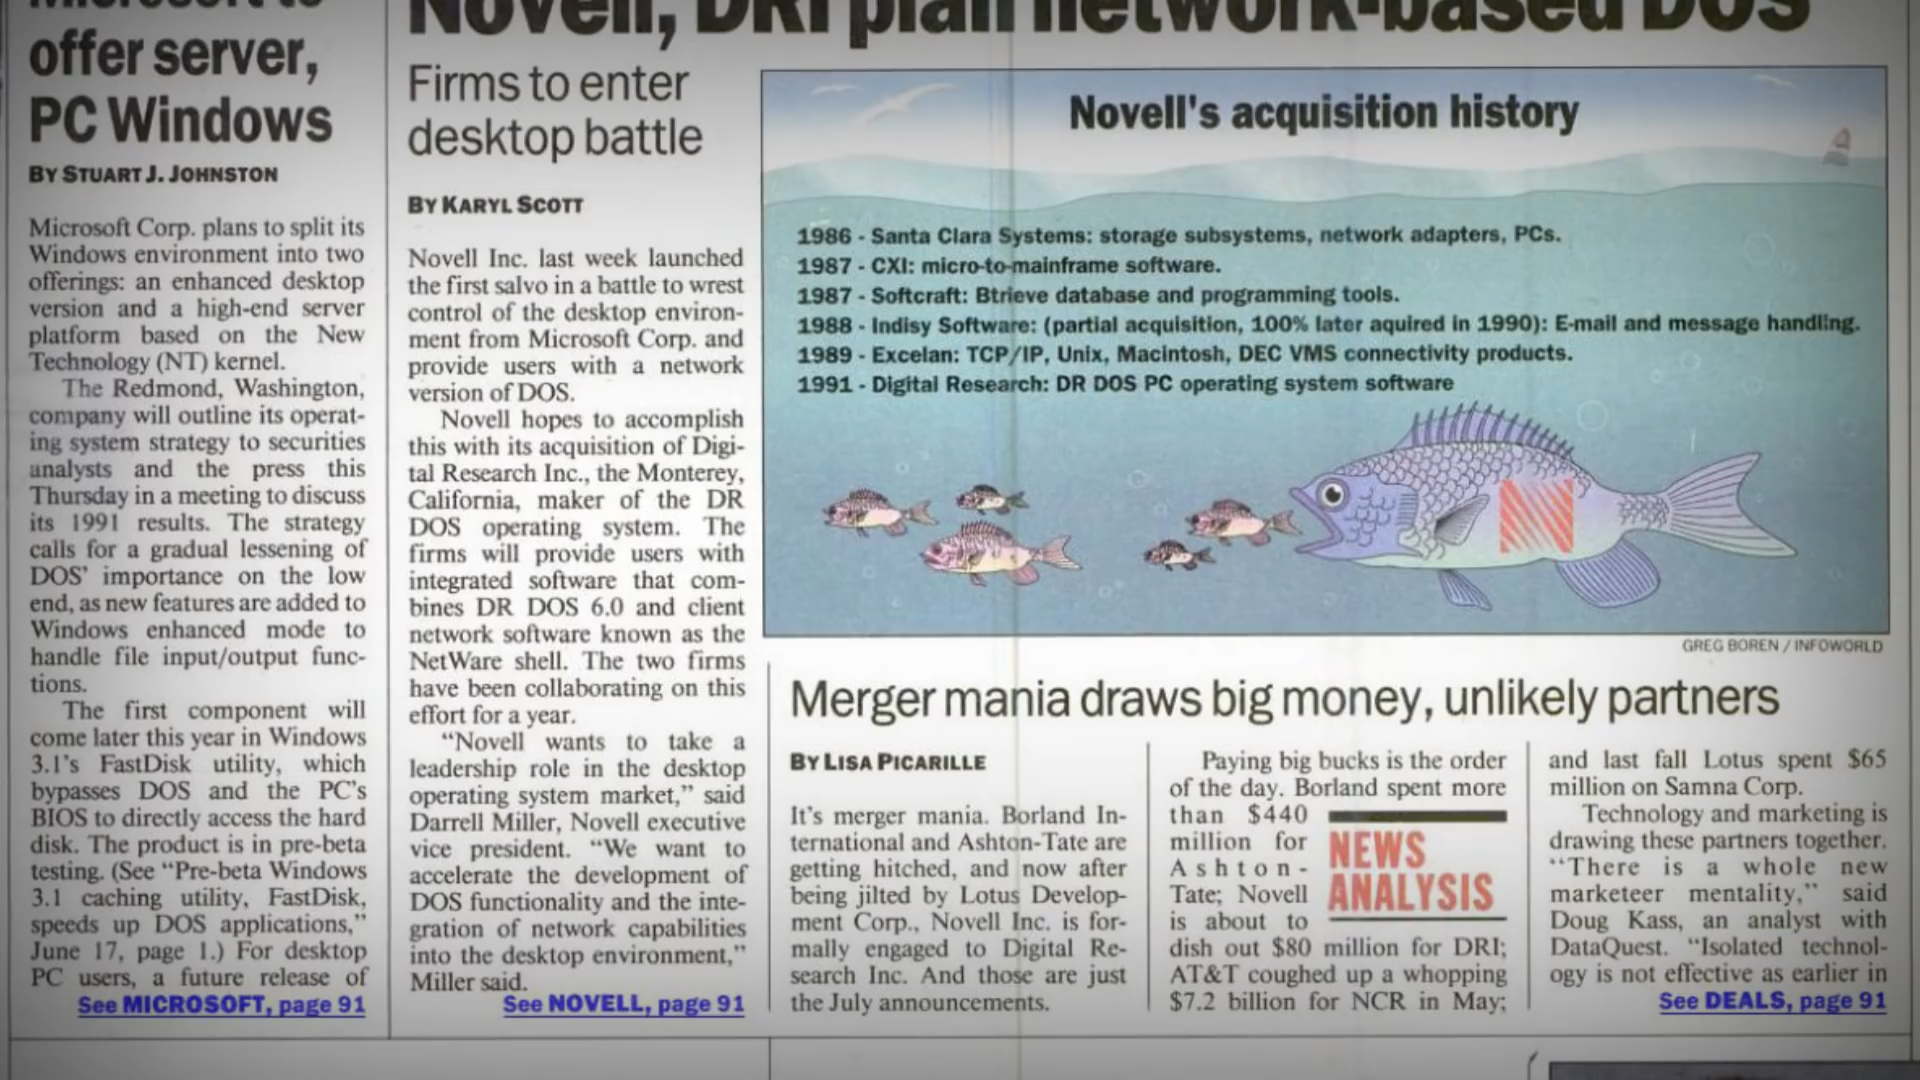 Microsoft to
offer server,
PC Windows
BY STUART J. JOHNSTON
Microsoft Corp. plans to split its
Windows environment into two
offerings: an enhanced desktop
version and a high-end server
platform based on the New
Technology (NT) kernel.
The Redmond, Washington,
company will outline its operat-
ing system strategy to securities
analysts and the press this
Thursday in a meeting to discuss
its 1991 results. The strategy
calls for a gradual lessening of
DOS' importance on the low
end, as new features are added to
Windows enhanced mode to
handle file input/output func-
tions.
The first component will
come later this year in Windows
3.1's FastDisk utility, which
bypasses DOS and the PC's
BIOS to directly access the hard
disk. The product is in pre-beta
testing. (See “Pre-beta Windows
3.1 caching utility, FastDisk,
speeds up DOS applications,”
June 17, page 1.) For desktop
PC users, a future release of
See MICROSOFT, page 91
Novell, DRI plan network-based DOS
Firms to enter
desktop battle
BY KARYL SCOTT
Novell Inc. last week launched
the first salvo in a battle to wrest
control of the desktop environ-
ment from Microsoft Corp. and
provide users with a network
version of DOS.
Novell hopes to accomplish
this with its acquisition of Digi-
tal Research Inc., the Monterey,
California, maker of the DR
DOS operating system. The
firms will provide users with
integrated software that com-
bines DR DOS 6.0 and client
network software known as the
NetWare shell. The two firms
have been collaborating on this
effort for a year.
“Novell wants to take a
leadership role in the desktop
operating system market,” said
Darrell Miller, Novell executive
vice president. “We want to
accelerate the development of
DOS functionality and the inte-
gration of network capabilities
into the desktop environment,”
Miller said.
See NOVELL, page 91
Novell's acquisition history
1986 - Santa Clara Systems: storage subsystems, network adapters, PCs.
1987 - CXI: micro-to-mainframe software.
1987 - Softcraft: Btrieve database and programming tools.
1988 - Indisy Software: (partial acquisition, 100% later aquired in 1990): E-mail and message handling.
1989 - Excelan: TCP/IP, Unix, Macintosh, DEC VMS connectivity products.
1991 - Digital Research: DR DOS PC operating system software
N
GREG BOREN / INFOWORLD
Merger mania draws big money, unlikely partners
BY LISA PICARILLE
It's merger mania. Borland In-
ternational and Ashton-Tate are
getting hitched, and now after
being jilted by Lotus Develop-
ment Corp., Novell Inc. is for-
mally engaged to Digital Re-
search Inc. And those are just
the July announcements.
Paying big bucks is the order
of the day. Borland spent more
than $440
million for
Ashton-
Tate; Novell
is about to
dish out $80 million for DRI;
AT&T coughed up a whopping
$7.2 billion for NCR in May;
NEWS
ANALYSIS
and last fall Lotus spent $65
million on Samna Corp.
Technology and marketing is
drawing these partners together.
“There is a whole new
marketeer mentality,” said
Doug Kass, an analyst with
DataQuest. “Isolated technol-
ogy is not effective as earlier in
See DEALS, page 91